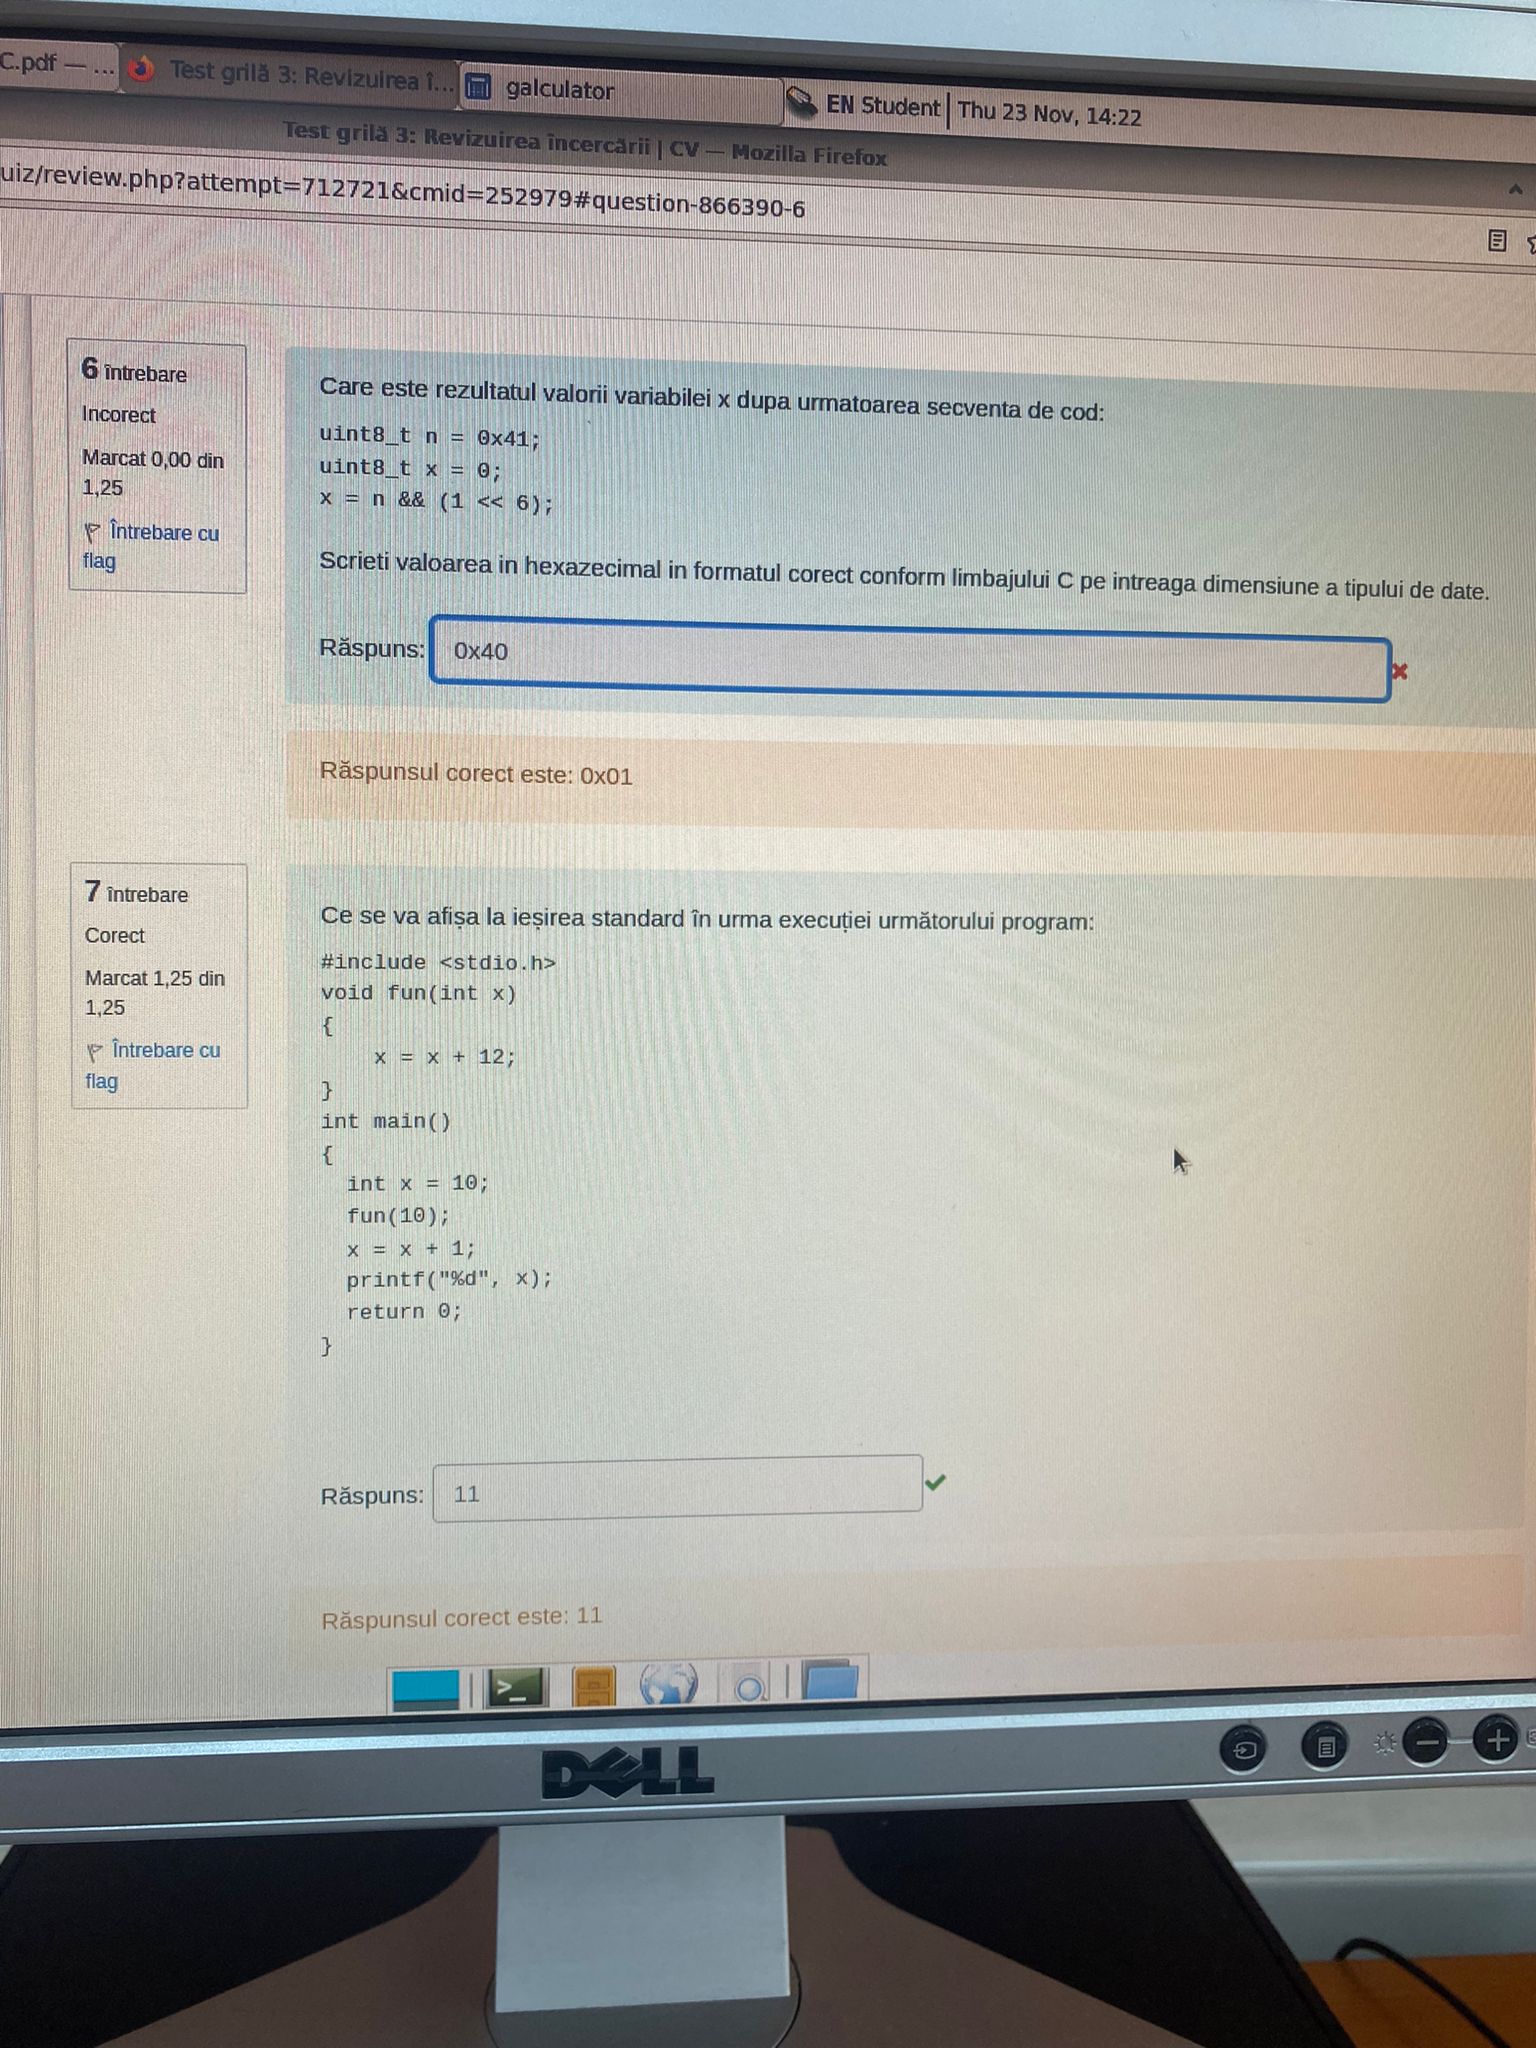 C.pdf — ...
Test grilă 3: Revizuirea î...
galculator
EN Student
Thu 23 Nov, 14:22
Test grilă 3: Revizuirea încercării | CV — Mozilla Firefox
uiz/review.php?attempt=712721&cmid=252979#question-866390-6
6 întrebare
Incorect
Marcat 0,00 din
1,25
Întrebare cu
flag
Care este rezultatul valorii variabilei x dupa urmatoarea secventa de cod:
uint8_t n = 0x41;
uint8_t x = 0;
x = n && (1 << 6);
Scrieti valoarea in hexazecimal in formatul corect conform limbajului C pe intreaga dimensiune a tipului de date.
Răspuns: 0x40
Răspunsul corect este: 0x01
7 întrebare
Corect
Marcat 1,25 din
1,25
Întrebare cu
flag
Ce se va afișa la ieșirea standard în urma execuției următorului program:
#include <stdio.h>
void fun(int x)
{
x = x + 12;
}
int main()
{
int x = 10;
fun(10);
x = x + 1;
printf("%d", x);
return 0;
}
Răspuns: 11
Răspunsul corect este: 11
DELL